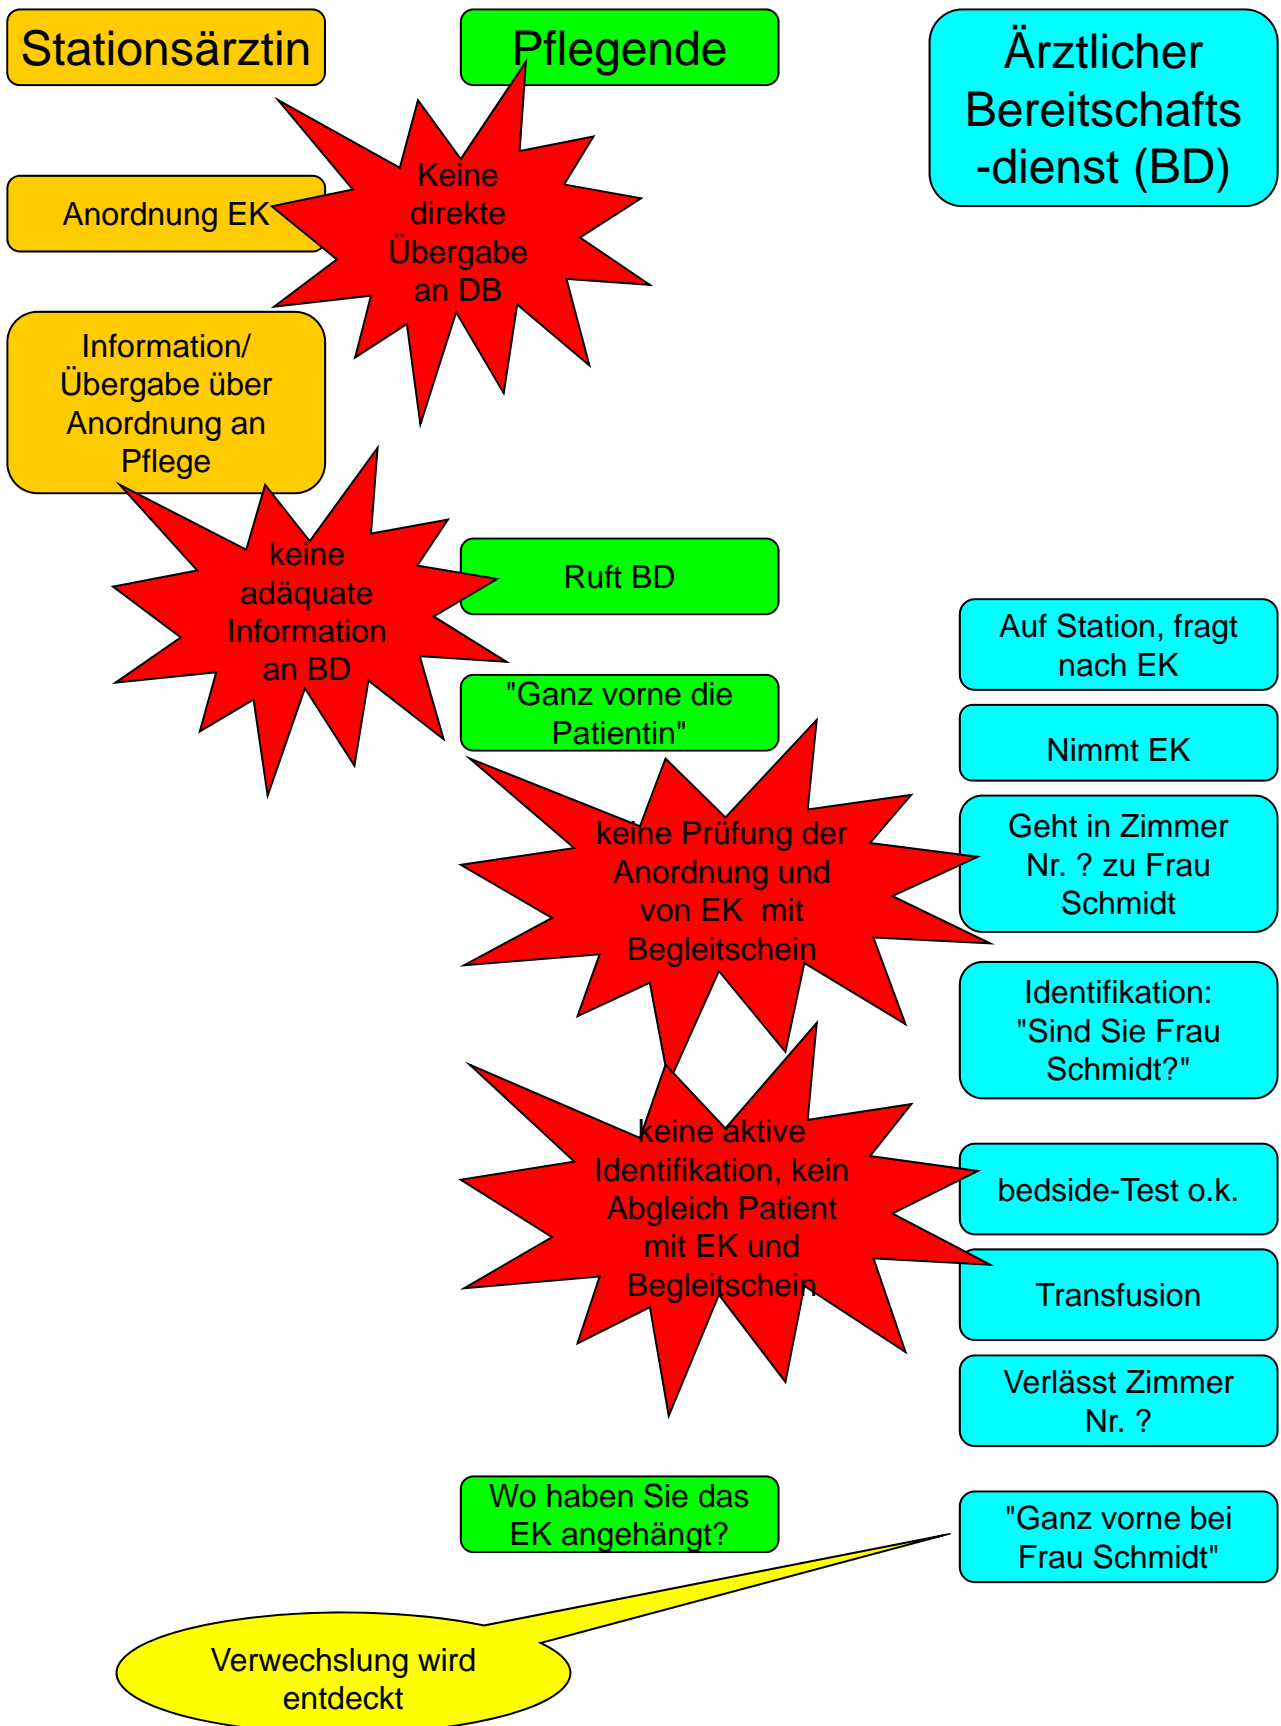 Stationsärztin
Pflegende
Ärztlicher
Bereitschafts
-dienst (BD)
Keine
direkte
Übergabe
an DB
Anordnung EK
Information/
Übergabe über
Anordnung an
Pflege
keine
adäquate
Information
an BD
Ruft BD
Auf Station, fragt
nach EK
"Ganz vorne die
Patientin"
Nimmt EK
keine Prüfung der
Anordnung und
von EK  mit
Begleitschein
Geht in Zimmer
Nr. ? zu Frau
Schmidt
Identifikation:
"Sind Sie Frau
Schmidt?"
keine aktive
Identifikation, kein
Abgleich Patient
mit EK und
Begleitschein
bedside-Test o.k.
Transfusion
Verlässt Zimmer
Nr. ?
Wo haben Sie das
EK angehängt?
"Ganz vorne bei
Frau Schmidt"
Verwechslung wird
entdeckt